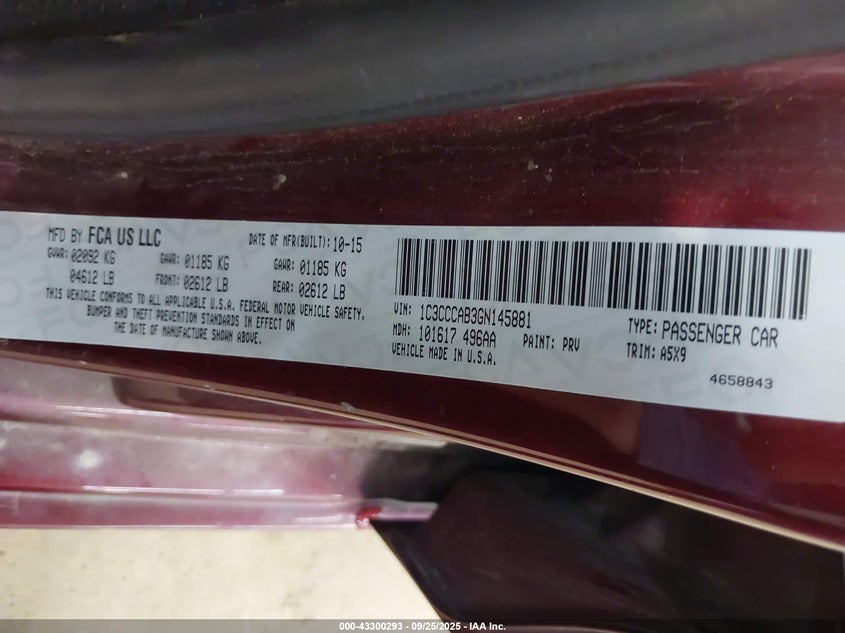 MFD BY FCA US LLC
DATE OF MFR(BUILT): 10-15
GVWR: 02092 KG
04612 LB
GAWR: 01185 KG
FRONT: 02612 LB
GAWR: 01185 KG
REAR: 02612 LB
THIS VEHICLE CONFORMS TO ALL APPLICABLE U.S.A. FEDERAL MOTOR VEHICLE SAFETY,
BUMPER AND THEFT PREVENTION STANDARDS IN EFFECT ON
THE DATE OF MANUFACTURE SHOWN ABOVE.
VIN: 1C3CCCAB3GN145881
MDH: 101617 496AA
PAINT: PRV
VEHICLE MADE IN U.S.A.
TYPE: PASSENGER CAR
TRIM: A5X9
4658843
000-43300293 - 09/25/2025 - IAA Inc.